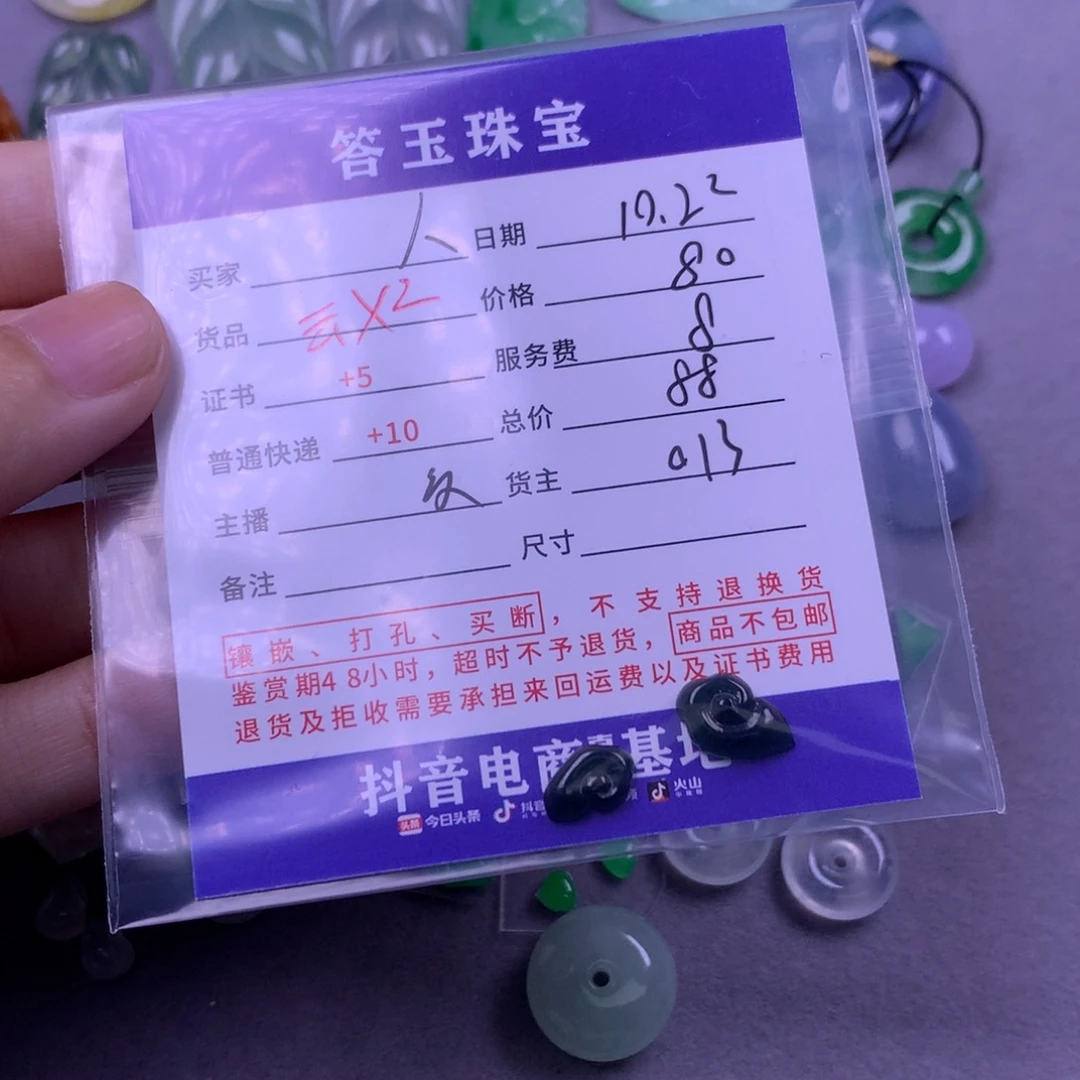 答玉珠宝
买家 人 日期 10.22
货品 云X2 价格 80
证书 +5 服务费 8
普通快递 +10 总价 88
主播 货主 013
备注 尺寸
镶嵌、打孔、买断，不支持退换货
鉴赏期48小时，超时不予退货，商品不包邮
退货及拒收需要承担来回运费以及证书费用
抖音电商 基地
头条 今日头条 抖音 火山